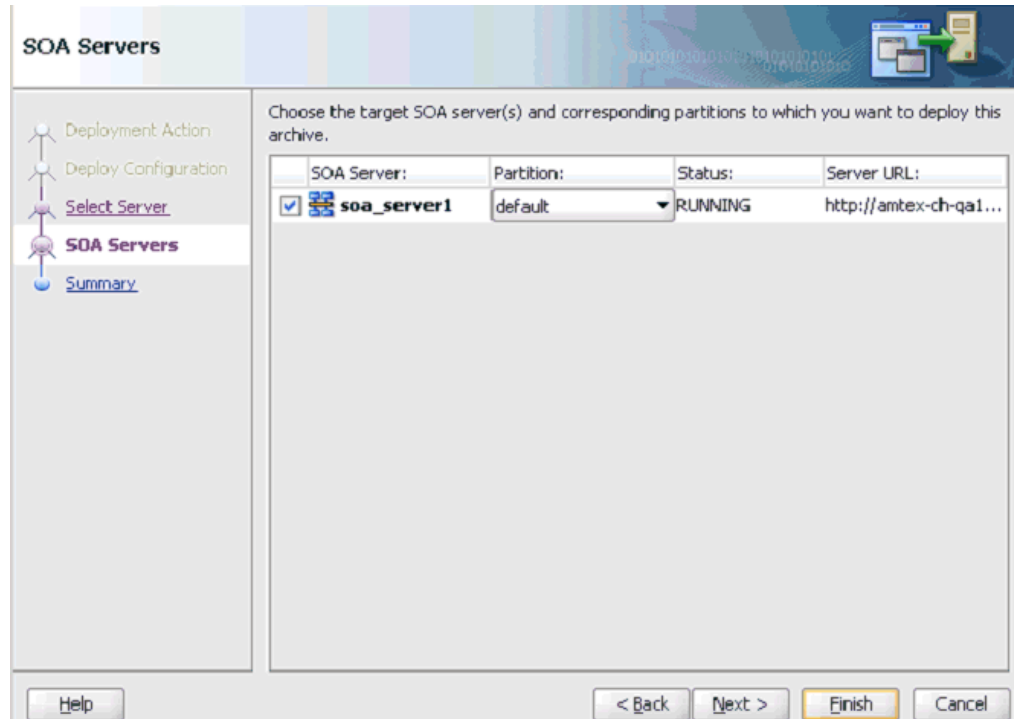 SOA Servers
Deployment Action
Deploy Configuration
Select Server
SOA Servers
Summary
Choose the target SOA server(s) and corresponding partitions to which you want to deploy this
archive.
SOA Server: Partition: Status: Server URL:
soa_server1 default RUNNING http://amtex-ch-qa1...
Help < Back Next > Finish Cancel